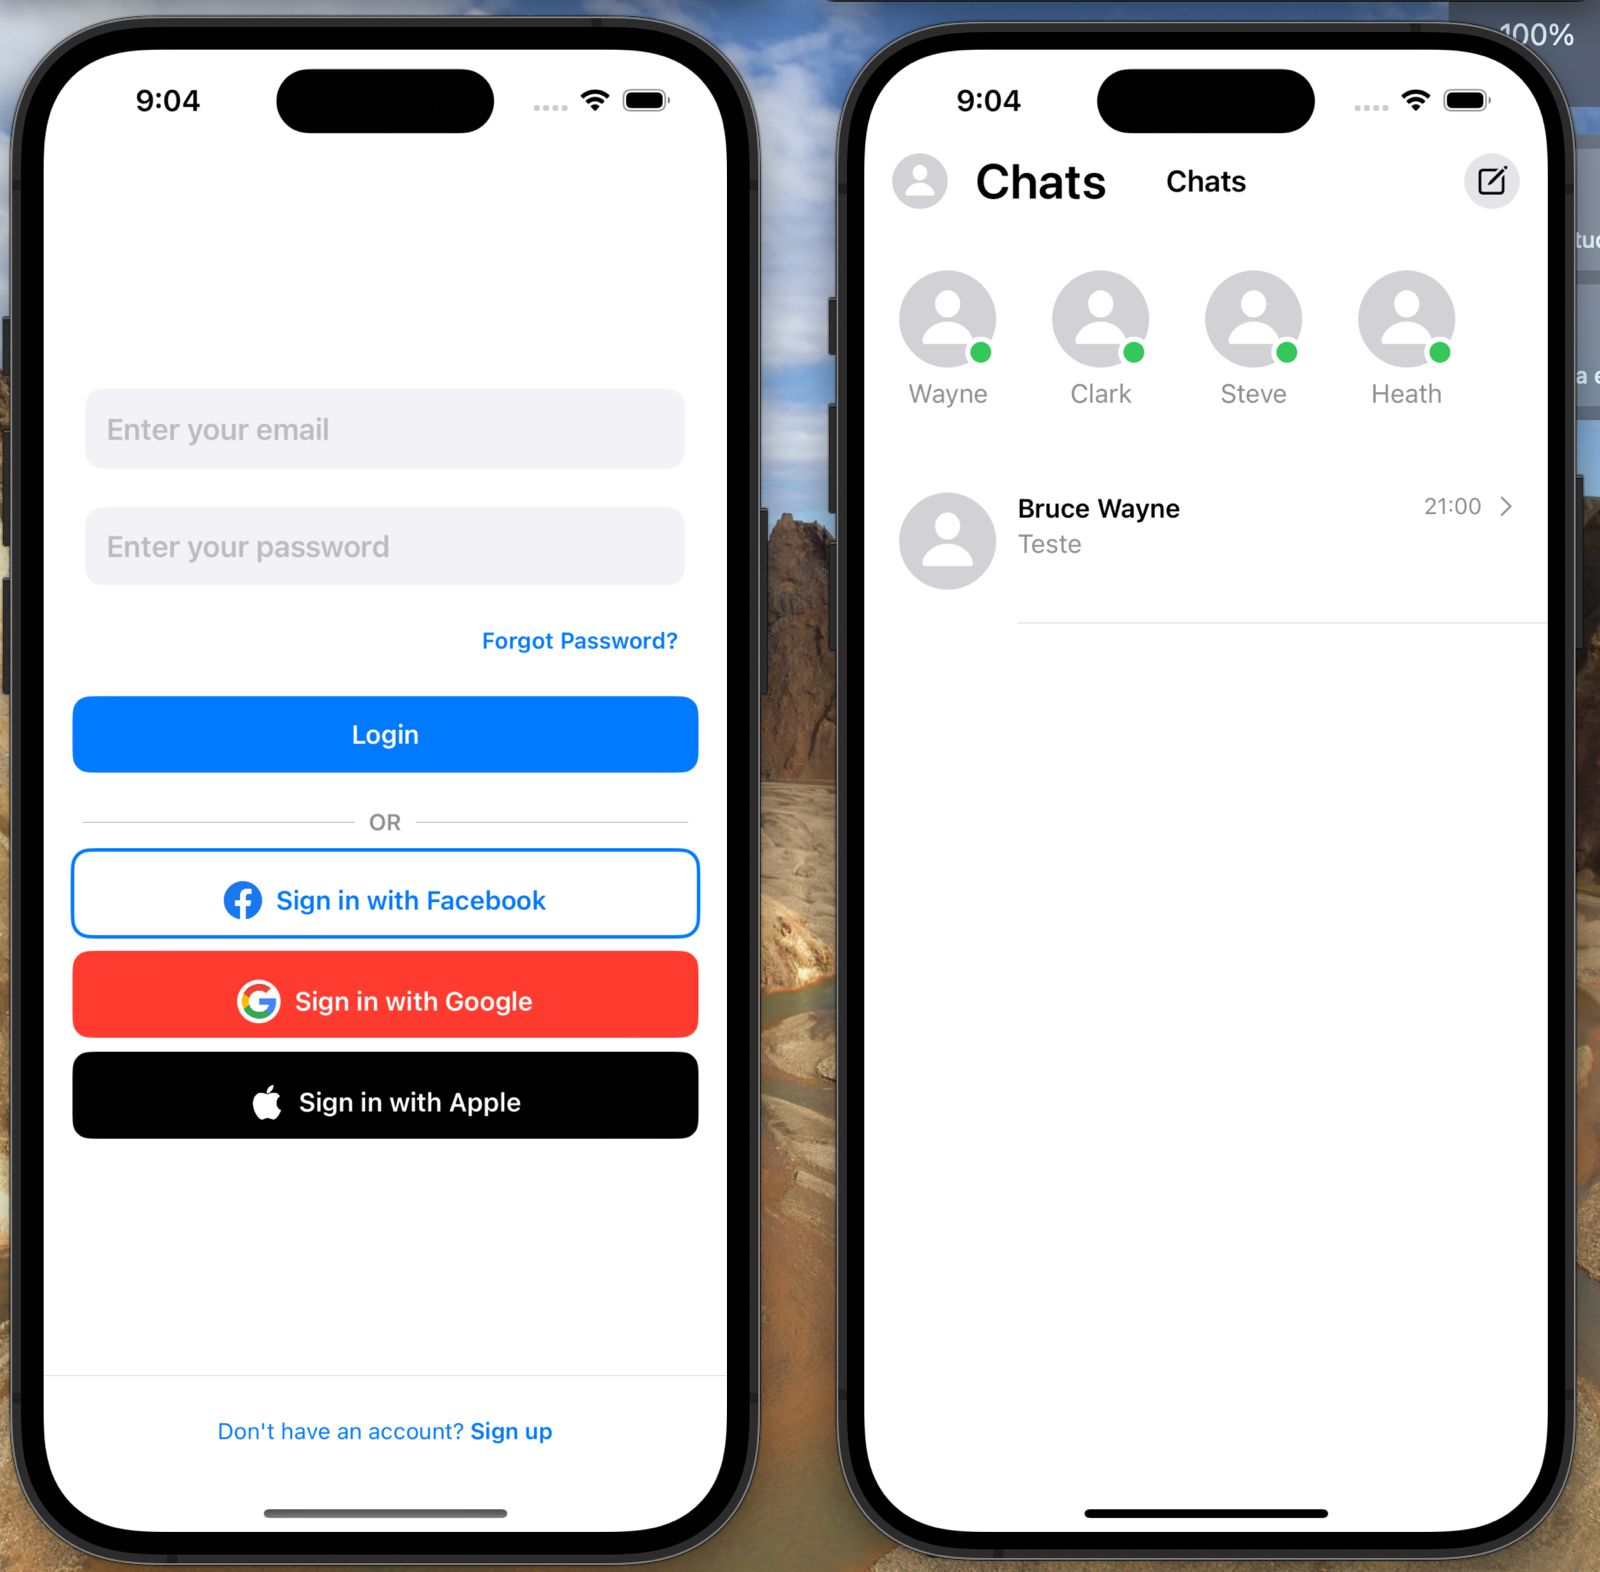 9:04
Enter your email
Enter your password
Forgot Password?
Login
OR
Sign in with Facebook
Sign in with Google
Sign in with Apple
Don't have an account? Sign up
100%
9:04
Chats Chats
Wayne Clark Steve Heath
Bruce Wayne 21:00
Teste